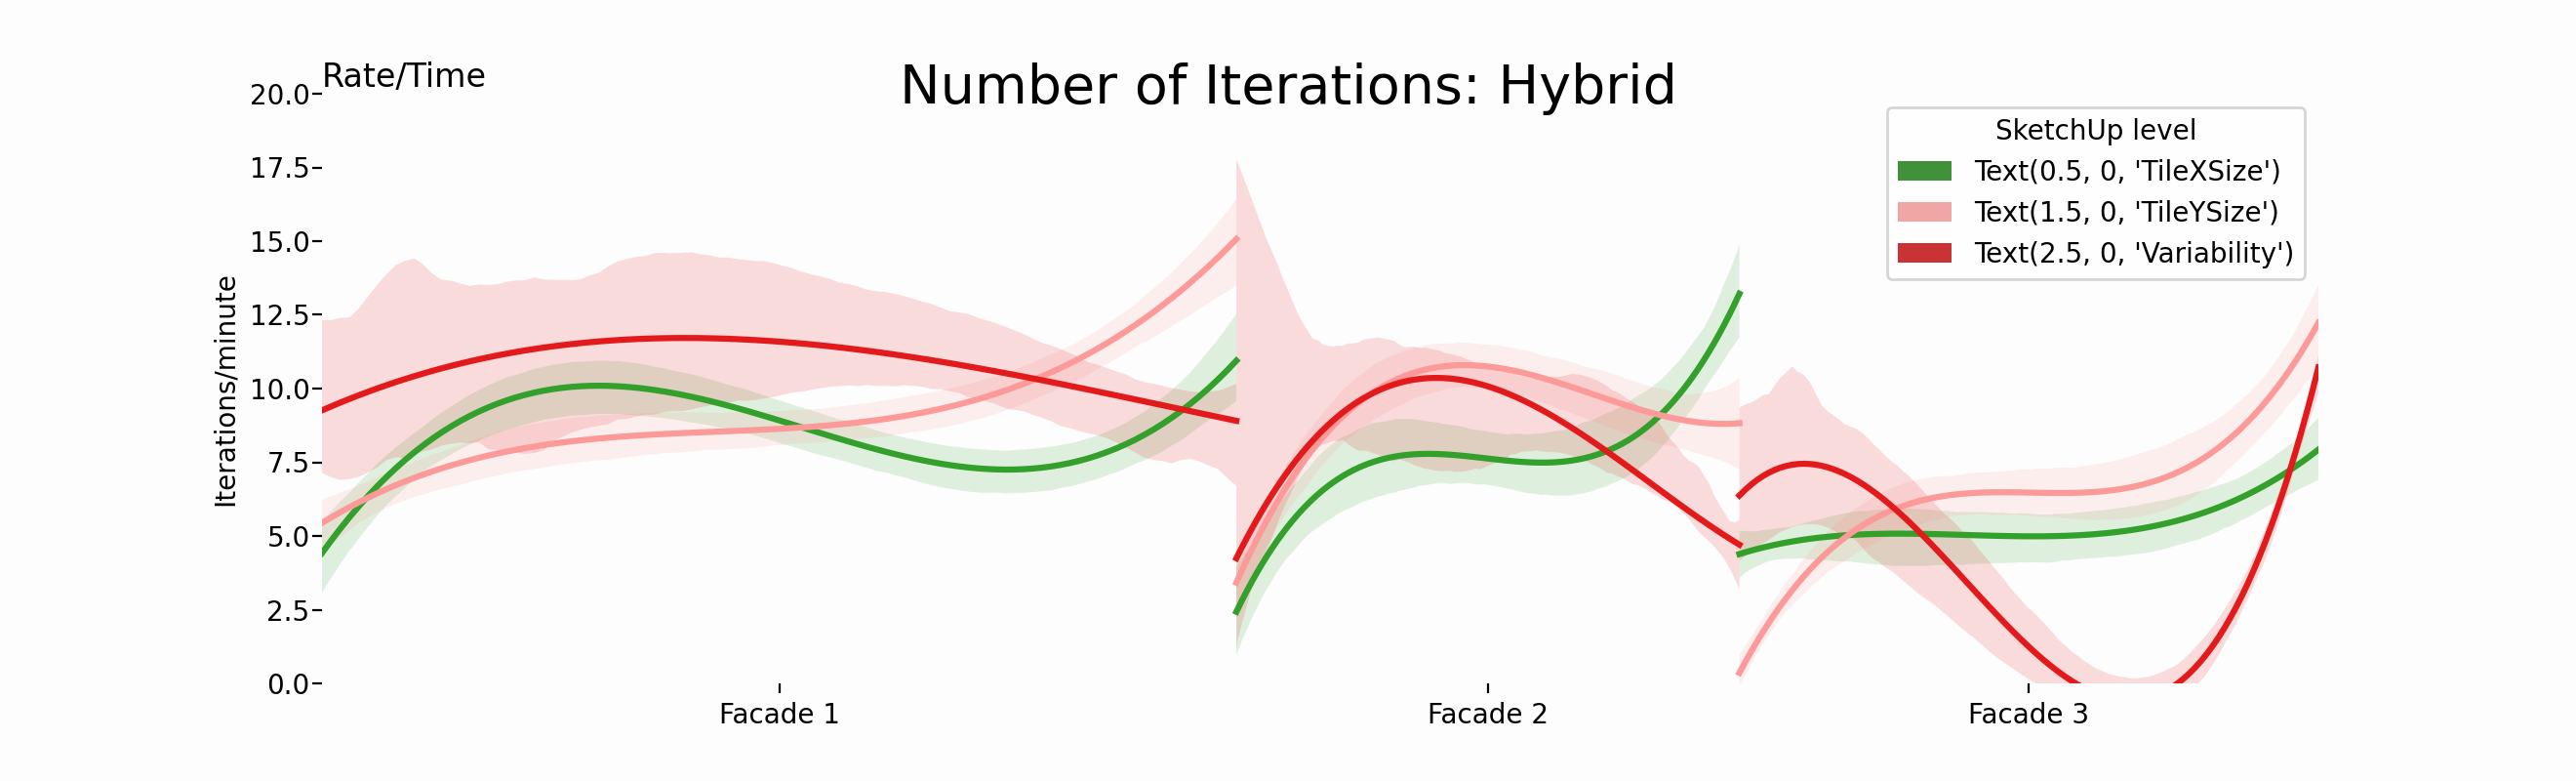 Rate/Time
Number of Iterations: Hybrid
20.0
17.5
15.0
12.5
10.0
7.5
5.0
2.5
0.0
Iterations/minute
SketchUp level
Text(0.5, 0, 'TileXSize')
Text(1.5, 0, 'TileYSize')
Text(2.5, 0, 'Variability')
Facade 1
Facade 2
Facade 3